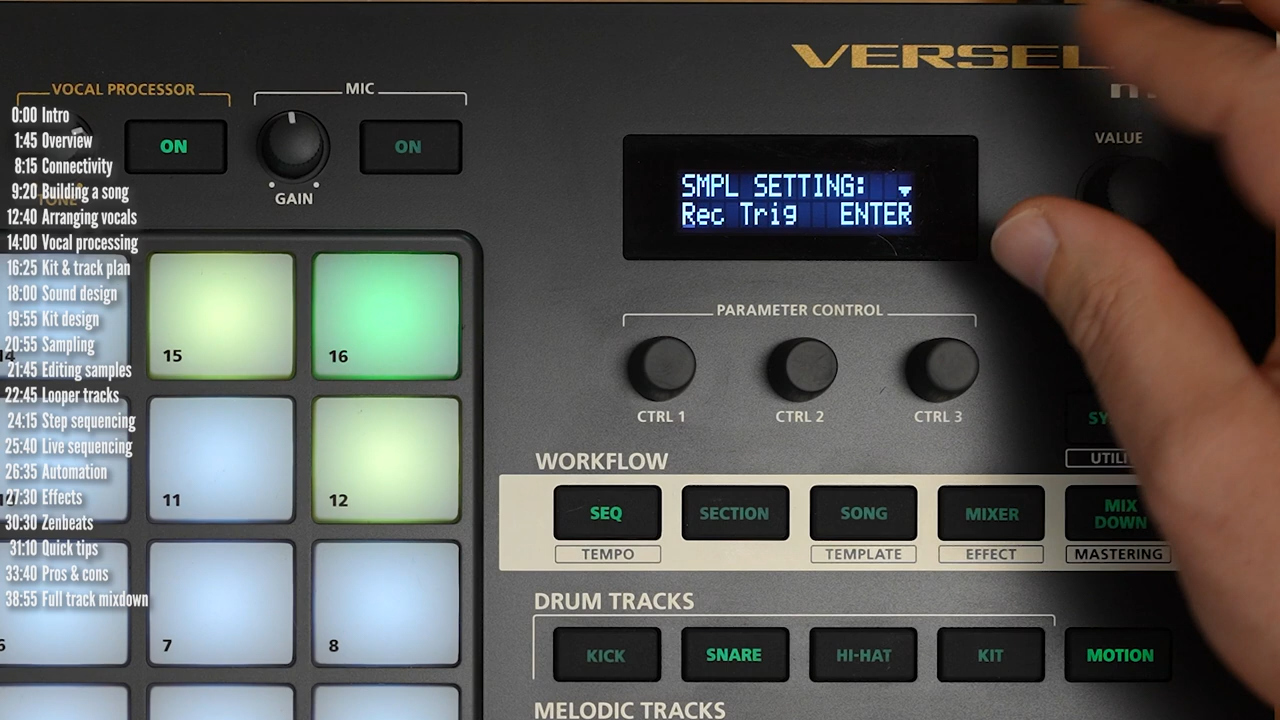 0:00 Intro
1:45 Overview
8:15 Connectivity
9:20 Building a song
12:40 Arranging vocals
14:00 Vocal processing
16:25 Kit & track plan
18:00 Sound design
19:55 Kit design
20:55 Sampling
21:45 Editing samples
22:45 Looper tracks
24:15 Step sequencing
25:40 Live sequencing
26:35 Automation
27:30 Effects
30:30 Zenbeats
31:10 Quick tips
33:40 Pros & cons
38:55 Full track mixdown
VOCAL PROCESSOR
ON
TONE
MIC
GAIN
ON
14
15
16
11
12
7
8
VERSEL
VALUE
SMPL SETTING:
Rec Trig ENTER
PARAMETER CONTROL
CTRL 1 CTRL 2 CTRL 3
WORKFLOW
SEQ SECTION SONG MIXER MIX DOWN
TEMPO TEMPLATE EFFECT MASTERING
DRUM TRACKS
KICK SNARE HI-HAT KIT MOTION
MELODIC TRACKS